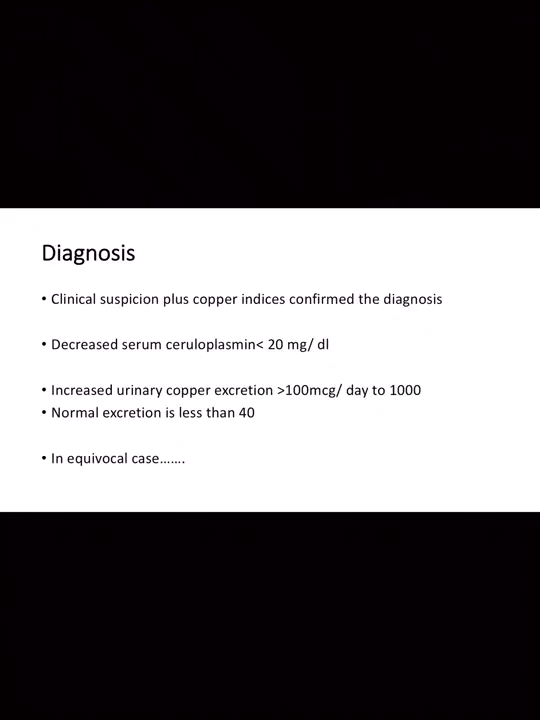 Diagnosis
• Clinical suspicion plus copper indices confirmed the diagnosis
• Decreased serum ceruloplasmin< 20 mg/ dl
• Increased urinary copper excretion >100mcg/ day to 1000
• Normal excretion is less than 40
• In equivocal case…….